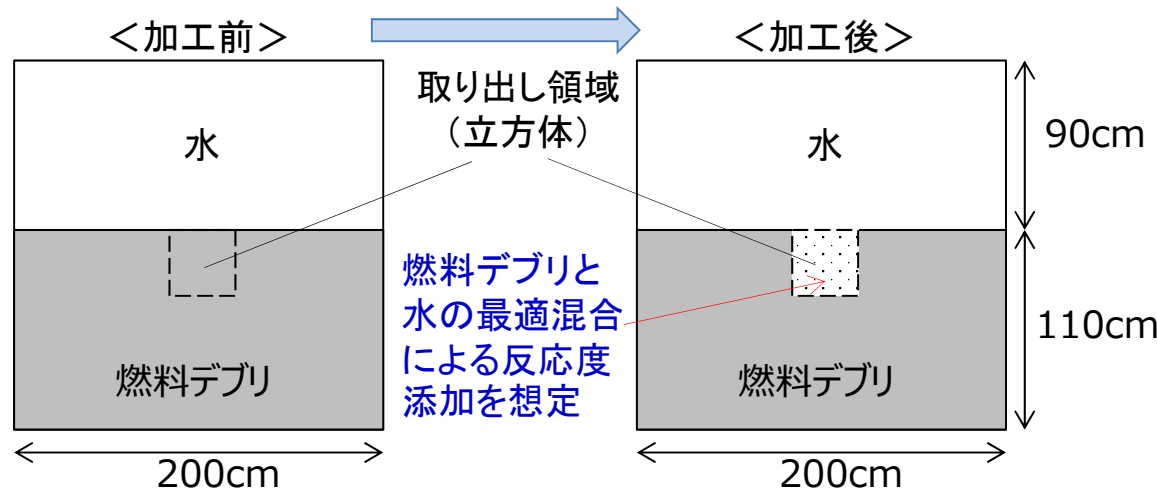 <加工前>
<加工後>
取り出し領域
（立方体）
水
水
90cm
燃料デブリと
水の最適混合
による反応度
添加を想定
燃料デブリ
燃料デブリ
110cm
200cm
200cm